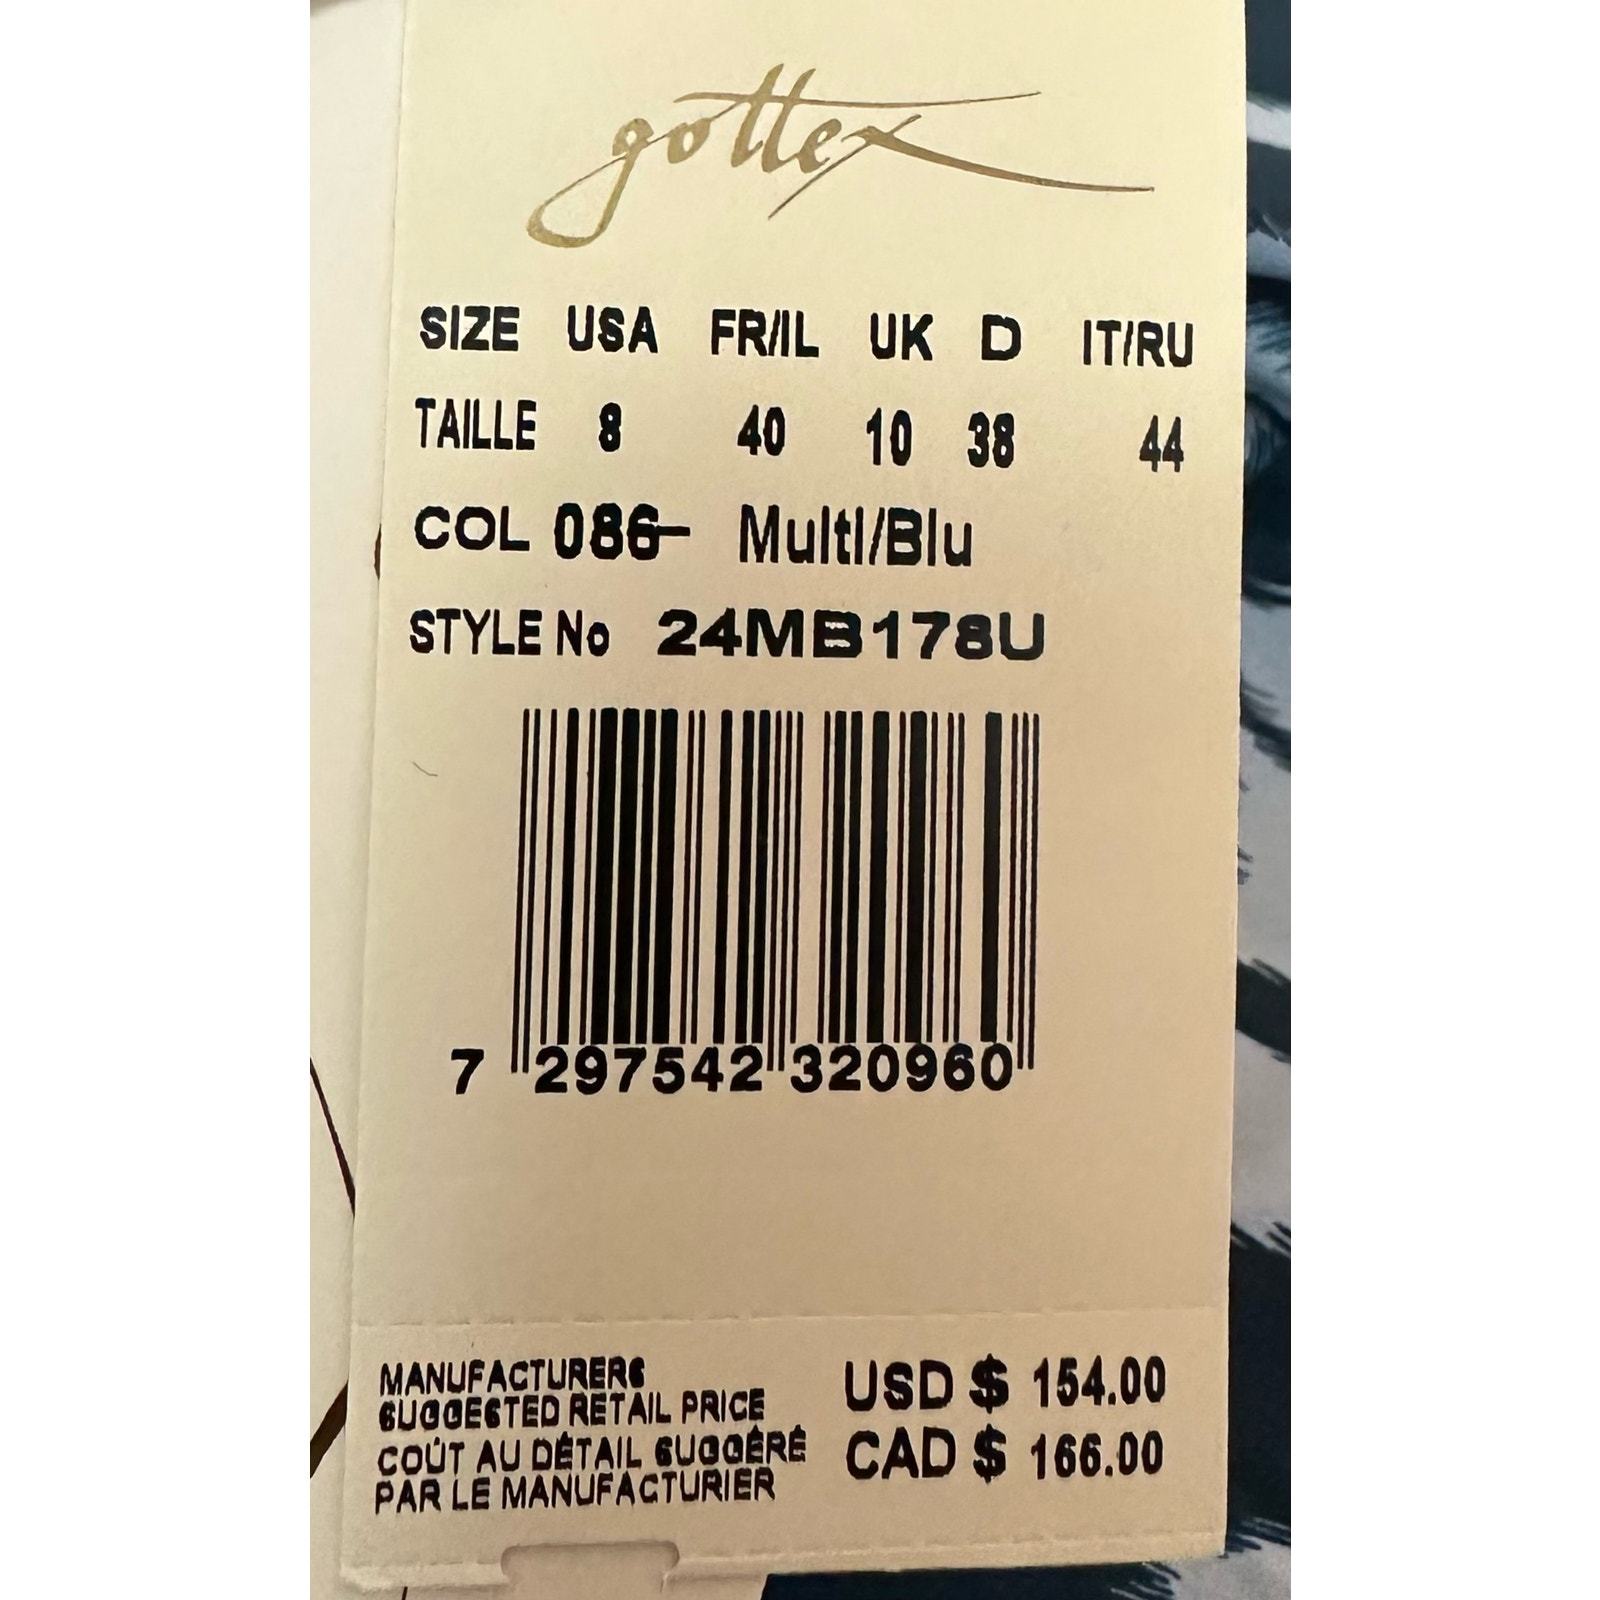 gottex
SIZE USA FR/IL UK D IT/RU
TAILLE 8 40 10 38 44
COL 086- Multi/Blu
STYLE No 24MB178U
7 297542 320960
MANUFACTURERS
SUGGESTED RETAIL PRICE
USD $ 154.00
COÛT AU DÉTAIL SUGGÉRÉ
PAR LE MANUFACTURIER
CAD $ 166.00